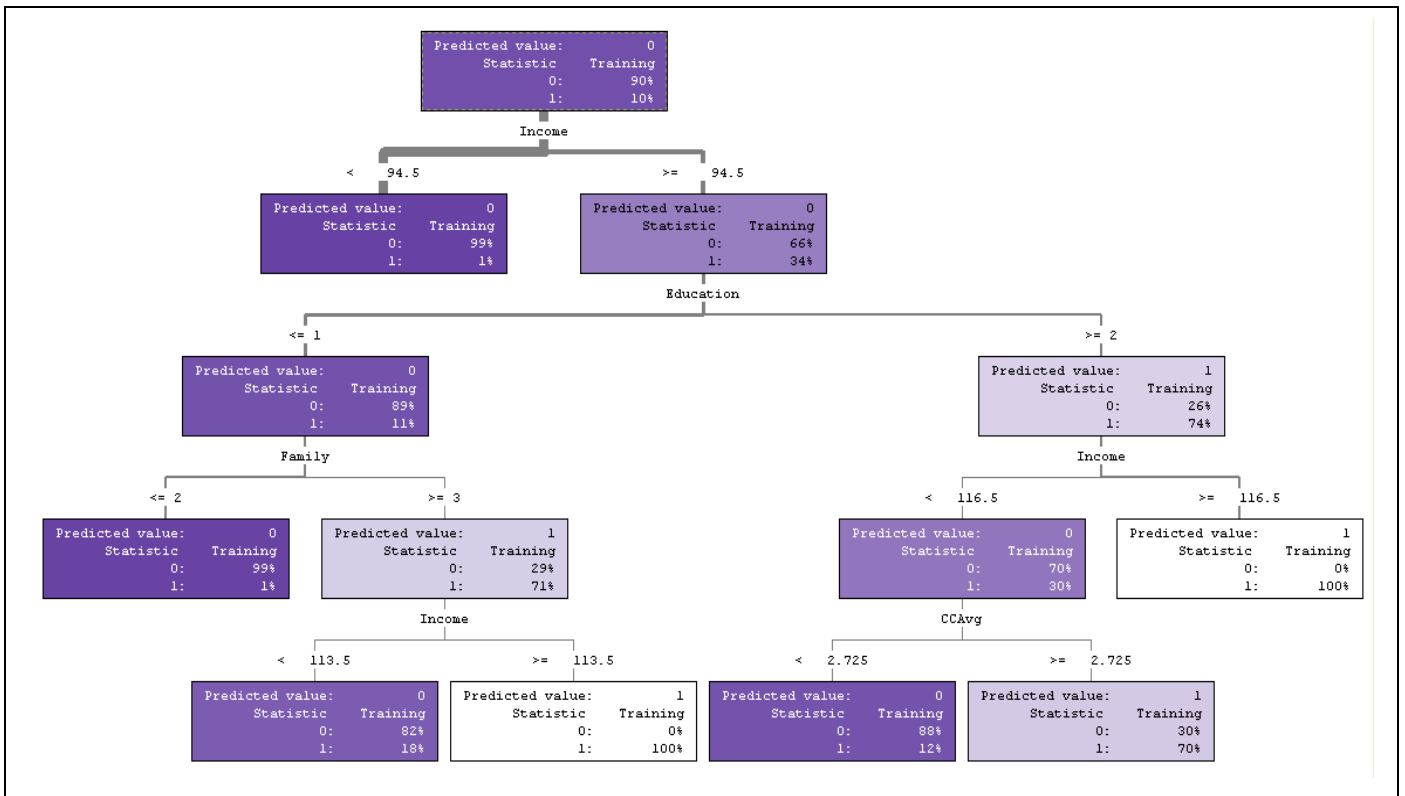 Predicted value: 0
Statistic Training
0: 90%
1: 10%
Income
< 94.5
>= 94.5
Predicted value: 0
Statistic Training
0: 99%
1: 1%
Predicted value: 0
Statistic Training
0: 66%
1: 34%
Education
<= 1
>= 2
Predicted value: 0
Statistic Training
0: 89%
1: 11%
Predicted value: 1
Statistic Training
0: 26%
1: 74%
Family
Income
<= 2
>= 3
< 116.5
>= 116.5
Predicted value: 0
Statistic Training
0: 99%
1: 1%
Predicted value: 1
Statistic Training
0: 29%
1: 71%
Predicted value: 0
Statistic Training
0: 70%
1: 30%
Predicted value: 1
Statistic Training
0: 0%
1: 100%
Income
CCAvg
< 113.5
>= 113.5
< 2.725
>= 2.725
Predicted value: 0
Statistic Training
0: 82%
1: 18%
Predicted value: 1
Statistic Training
0: 0%
1: 100%
Predicted value: 0
Statistic Training
0: 88%
1: 12%
Predicted value: 1
Statistic Training
0: 30%
1: 70%